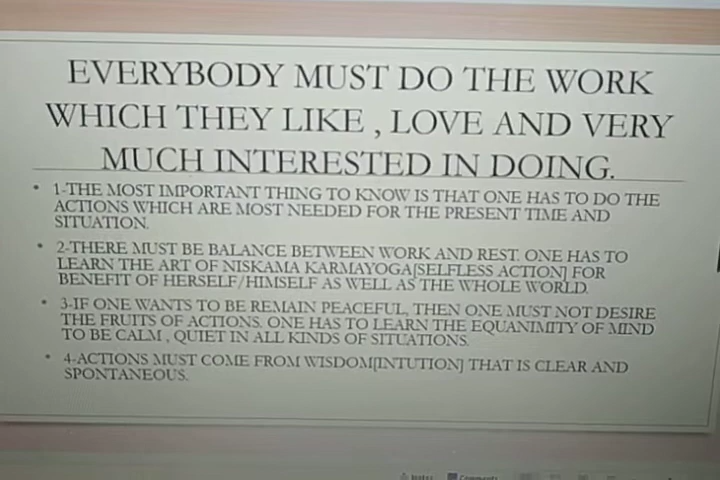 EVERYBODY MUST DO THE WORK
WHICH THEY LIKE , LOVE AND VERY
MUCH INTERESTED IN DOING.
• 1-THE MOST IMPORTANT THING TO KNOW IS THAT ONE HAS TO DO THE
ACTIONS WHICH ARE MOST NEEDED FOR THE PRESENT TIME AND
SITUATION.
• 2-THERE MUST BE BALANCE BETWEEN WORK AND REST. ONE HAS TO
LEARN THE ART OF NISKAMA KARMAYOGA[SELFLESS ACTION] FOR
BENEFIT OF HERSELF/HIMSELF AS WELL AS THE WHOLE WORLD.
• 3-IF ONE WANTS TO BE REMAIN PEACEFUL, THEN ONE MUST NOT DESIRE
THE FRUITS OF ACTIONS. ONE HAS TO LEARN THE EQUANIMITY OF MIND
TO BE CALM , QUIET IN ALL KINDS OF SITUATIONS.
• 4-ACTIONS MUST COME FROM WISDOM[INTUTION] THAT IS CLEAR AND
SPONTANEOUS.
Notes Comments